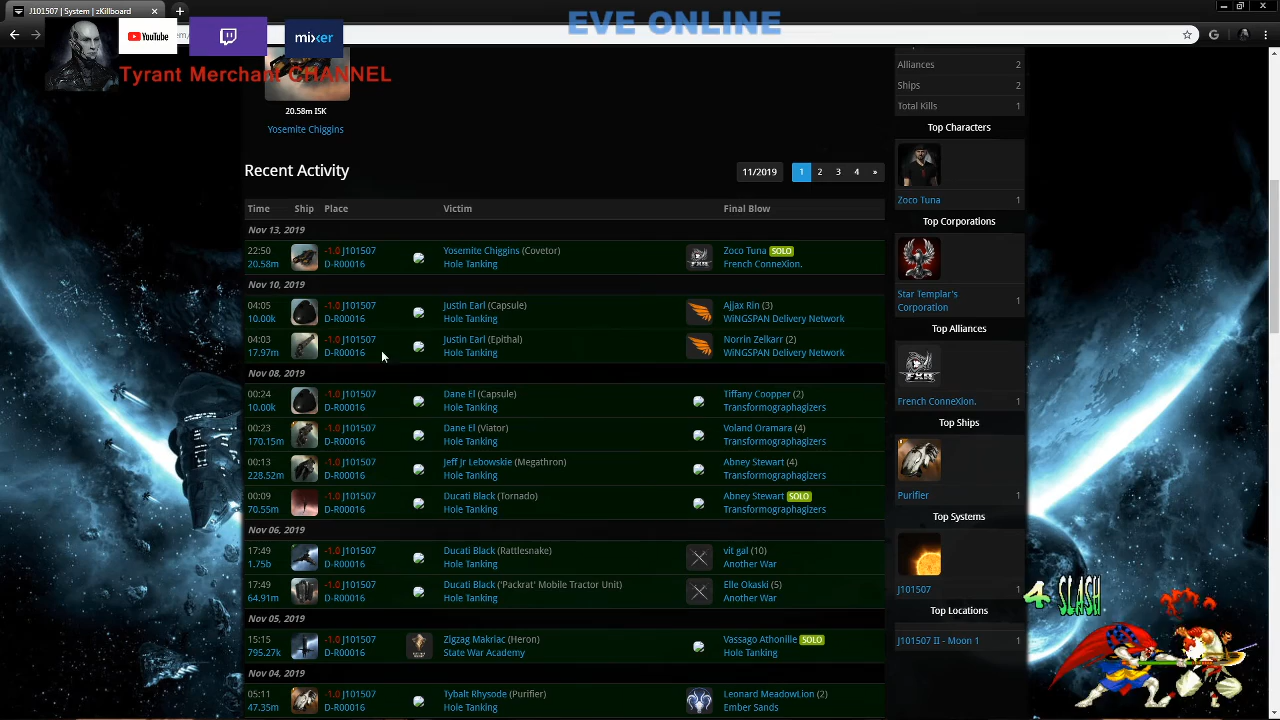 J101507 | System | zKillboard
EVE ONLINE
YouTube
mixer
Tyrant Merchant CHANNEL
20.58m ISK
Yosemite Chiggins
Alliances 2
Ships 2
Total Kills 1
Recent Activity
11/2019 1 2 3 4 »
Time Ship Place Victim Final Blow
Nov 13, 2019
22:50 -1.0 J101507 Yosemite Chiggins (Covetor) Zoco Tuna SOLO
20.58m D-R00016 Hole Tanking French ConneXion.
Nov 10, 2019
04:05 -1.0 J101507 Justin Earl (Capsule) Ajjax Rin (3)
10.00k D-R00016 Hole Tanking WiNGSPAN Delivery Network
04:03 -1.0 J101507 Justin Earl (Epithal) Norrin Zelkarr (2)
17.97m D-R00016 Hole Tanking WiNGSPAN Delivery Network
Nov 08, 2019
00:24 -1.0 J101507 Dane El (Capsule) Tiffany Coopper (2)
10.00k D-R00016 Hole Tanking Transformographagizers
00:23 -1.0 J101507 Dane El (Viator) Voland Oramara (4)
170.15m D-R00016 Hole Tanking Transformographagizers
00:13 -1.0 J101507 Jeff Jr Lebowskie (Megathron) Abney Stewart (4)
228.52m D-R00016 Hole Tanking Transformographagizers
00:09 -1.0 J101507 Ducati Black (Tornado) Abney Stewart SOLO
70.55m D-R00016 Hole Tanking Transformographagizers
Nov 06, 2019
17:49 -1.0 J101507 Ducati Black (Rattlesnake) vit gal (10)
1.75b D-R00016 Hole Tanking Another War
17:49 -1.0 J101507 Ducati Black ('Packrat' Mobile Tractor Unit) Elle Okaski (5)
64.91m D-R00016 Hole Tanking Another War
Nov 05, 2019
15:15 -1.0 J101507 Zigzag Makriac (Heron) Vassago Athonille SOLO
795.27k D-R00016 State War Academy Hole Tanking
Nov 04, 2019
05:11 -1.0 J101507 Tybalt Rhysode (Purifier) Leonard MeadowLion (2)
47.35m D-R00016 Hole Tanking Ember Sands
Top Characters
Zoco Tuna 1
Top Corporations
Star Templar's
Corporation 1
Top Alliances
French ConneXion. 1
Top Ships
Purifier 1
Top Systems
J101507 1
Top Locations
J101507 II - Moon 1 1
4 SLASH